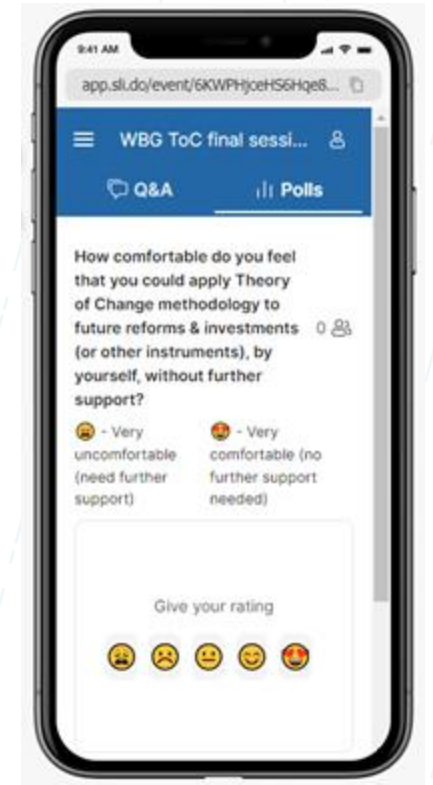 9:41 AM
app.sli.do/event/6KWPHjceHS6Hqe8...
WBG ToC final sessi...
Q&A
Polls
How comfortable do you feel
that you could apply Theory
of Change methodology to
future reforms & investments
(or other instruments), by
yourself, without further
support?
0
😩 - Very
uncomfortable
(need further
support)
🤩 - Very
comfortable (no
further support
needed)
Give your rating